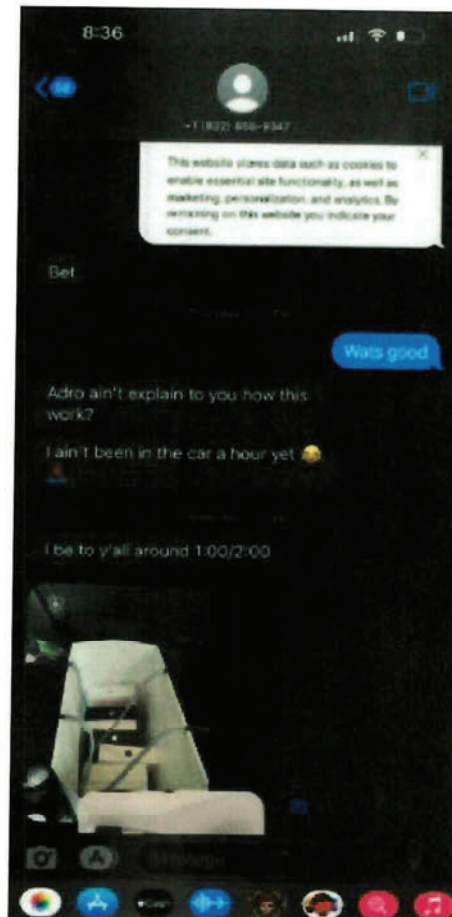 8:36
This website stores data such as cookies to
enable essential site functionality, as well as
marketing, personalization, and analytics. By
remaining on this website you indicate your
consent.
Bet
Wats good
Adro ain't explain to you how this
work?
I ain't been in the car a hour yet 😂
I be to y'all around 1:00/2:00